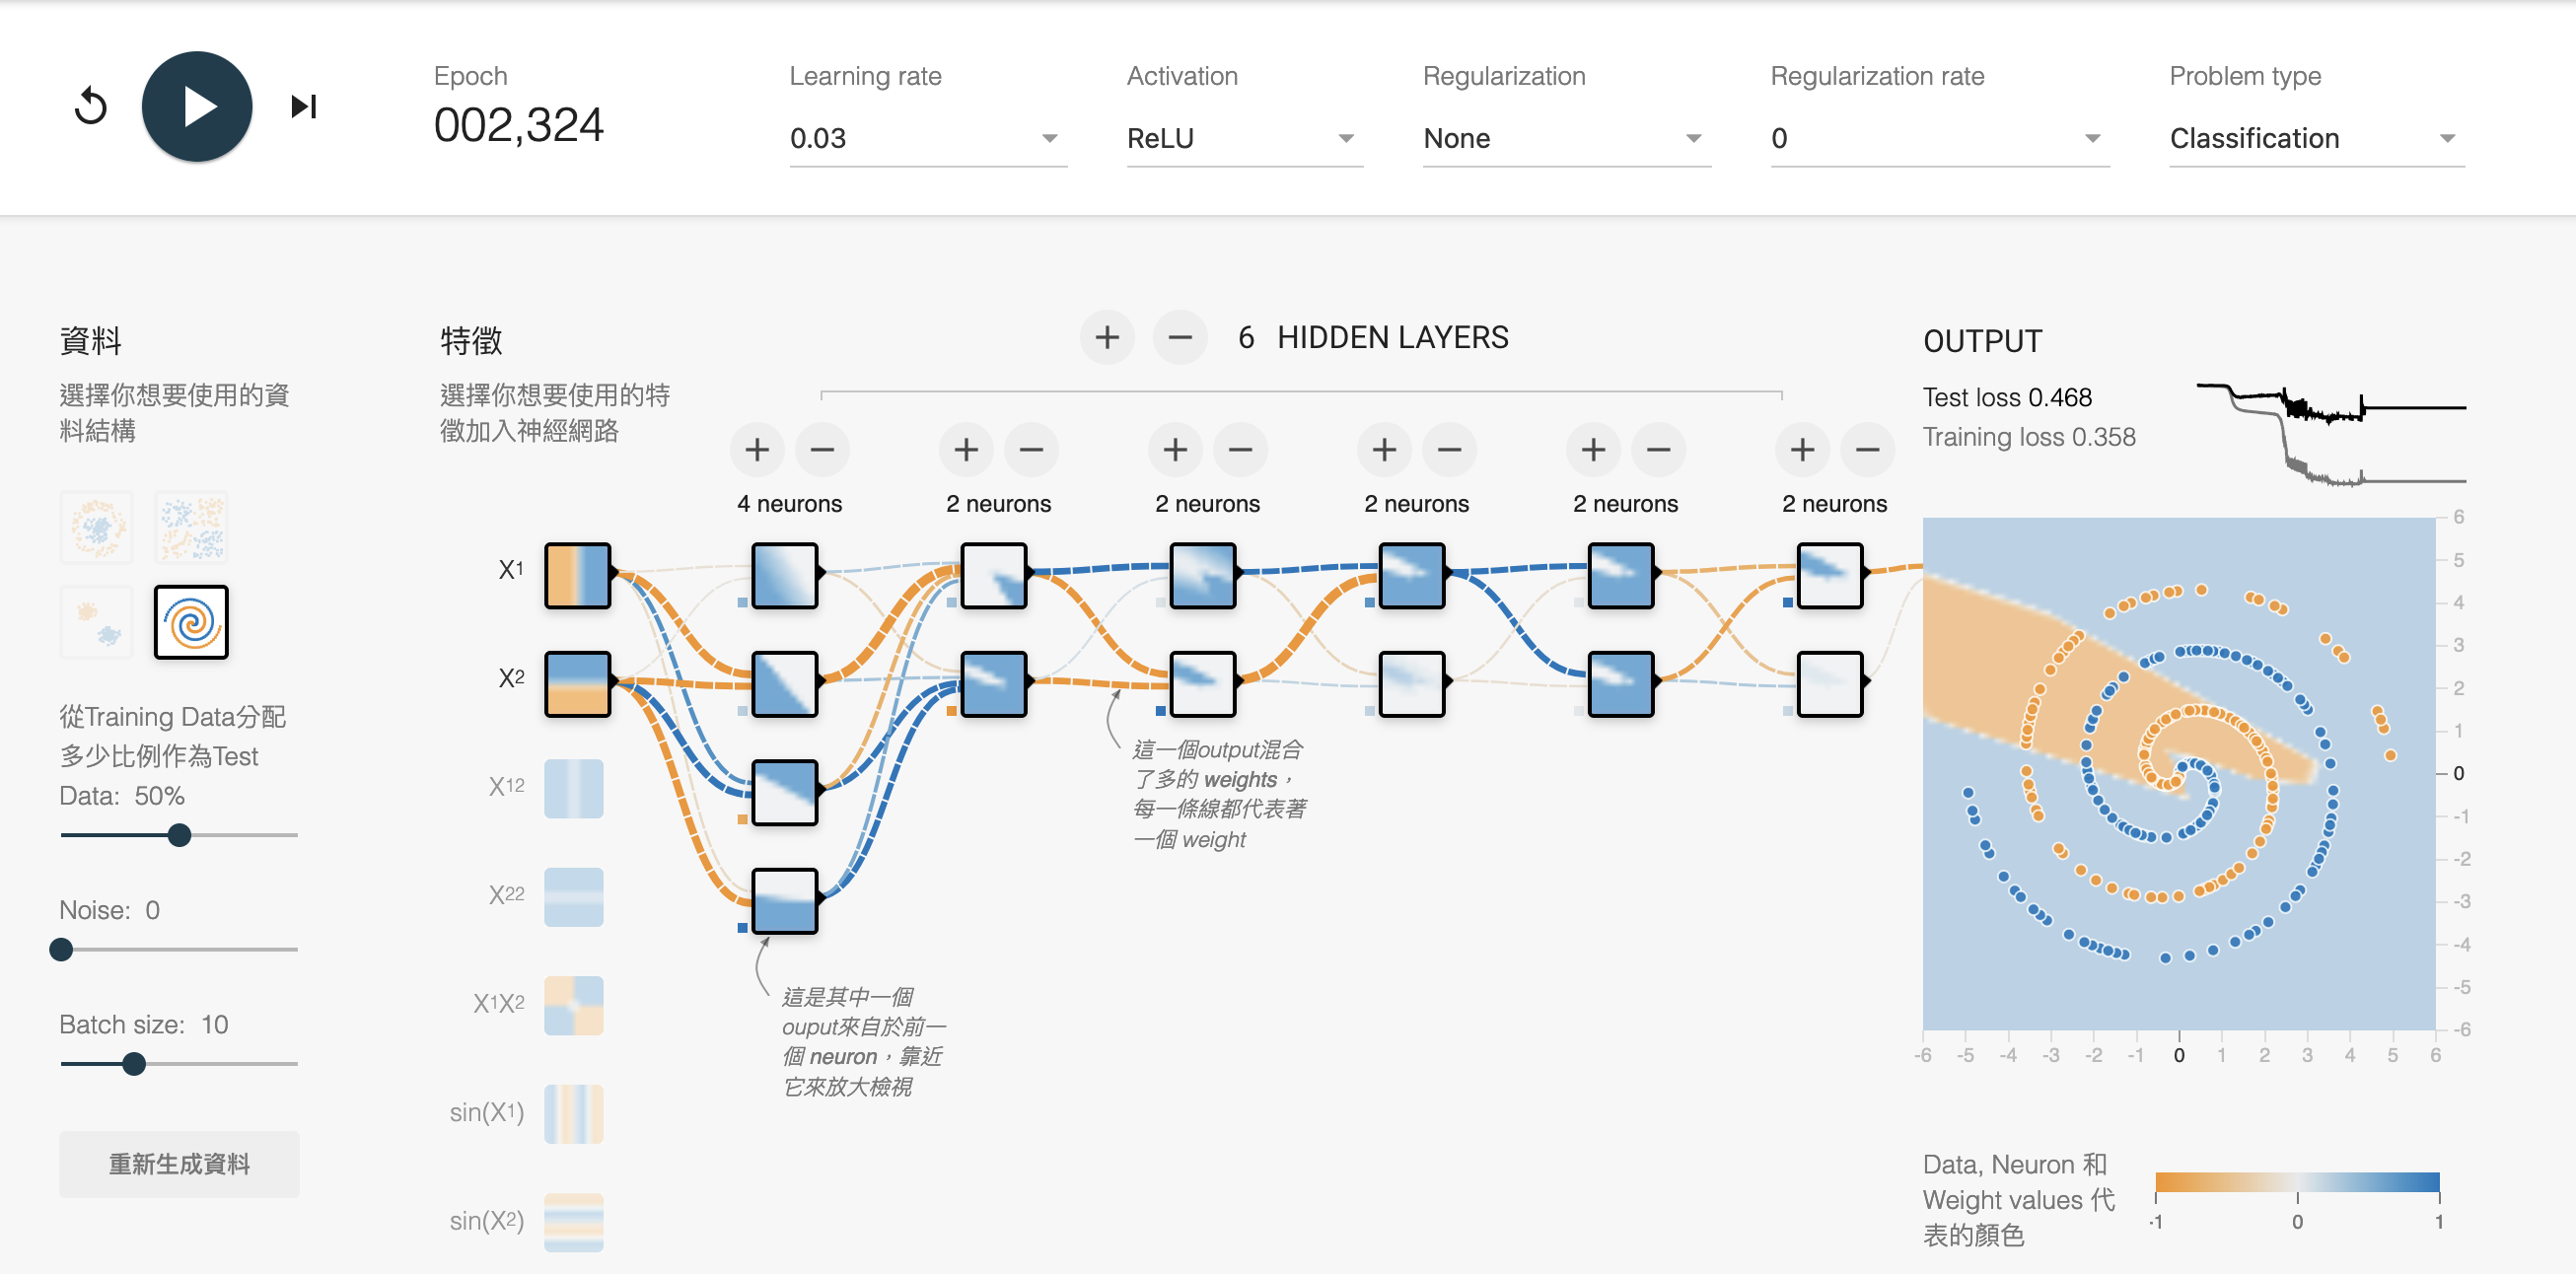 Epoch
002,324
Learning rate
0.03
Activation
ReLU
Regularization
None
Regularization rate
0
Problem type
Classification
資料
選擇你想要使用的資
料結構
從Training Data分配
多少比例作為Test
Data: 50%
Noise: 0
Batch size: 10
重新生成資料
特徵
選擇你想要使用的特
徵加入神經網路
X1
X2
X12
X22
X1X2
sin(X1)
sin(X2)
6 HIDDEN LAYERS
4 neurons
2 neurons
2 neurons
2 neurons
2 neurons
2 neurons
這一個output混合
了多的 weights，
每一條線都代表著
一個 weight
這是其中一個
ouput來自於前一
個 neuron，靠近
它來放大檢視
OUTPUT
Test loss 0.468
Training loss 0.358
6
5
4
3
2
1
0
-1
-2
-3
-4
-5
-6
-6 -5 -4 -3 -2 -1 0 1 2 3 4 5 6
Data, Neuron 和
Weight values 代
表的顏色
-1 0 1